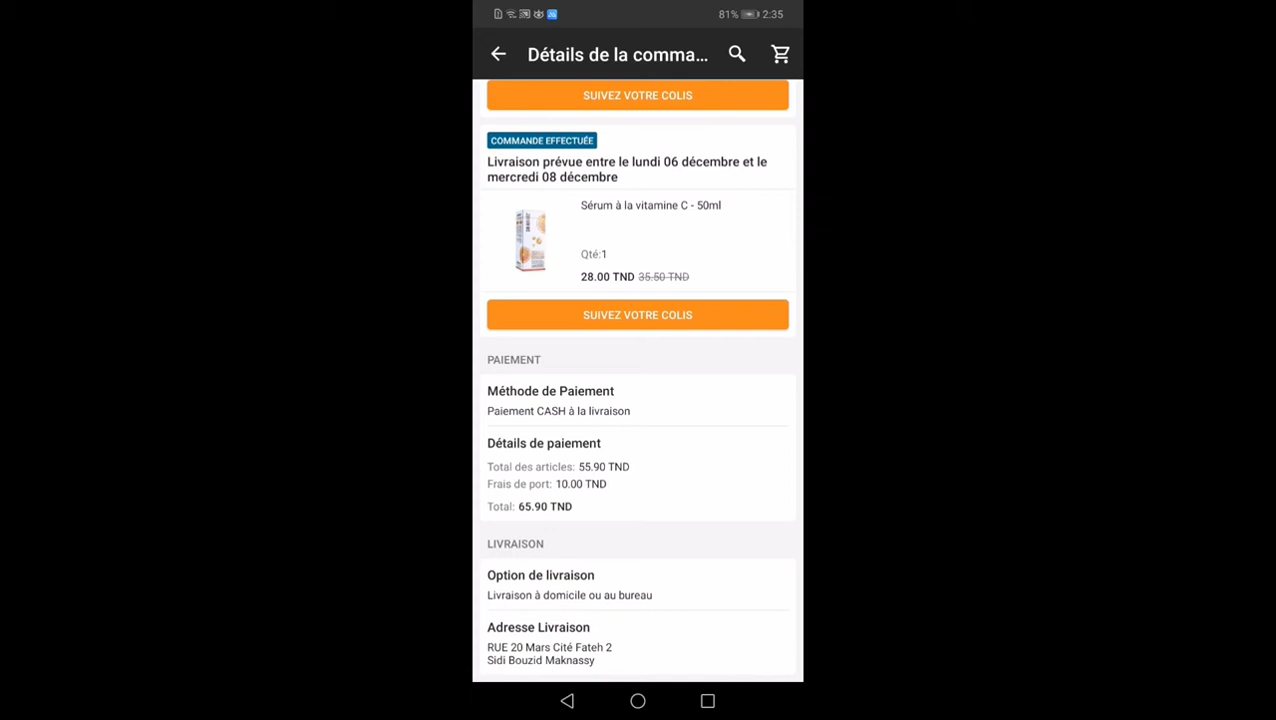 81% 2:35
Détails de la comma...
SUIVEZ VOTRE COLIS
COMMANDE EFFECTUÉE
Livraison prévue entre le lundi 06 décembre et le
mercredi 08 décembre
Sérum à la vitamine C - 50ml
Qté:1
28.00 TND 35.50 TND
SUIVEZ VOTRE COLIS
PAIEMENT
Méthode de Paiement
Paiement CASH à la livraison
Détails de paiement
Total des articles: 55.90 TND
Frais de port: 10.00 TND
Total: 65.90 TND
LIVRAISON
Option de livraison
Livraison à domicile ou au bureau
Adresse Livraison
RUE 20 Mars Cité Fateh 2
Sidi Bouzid Maknassy